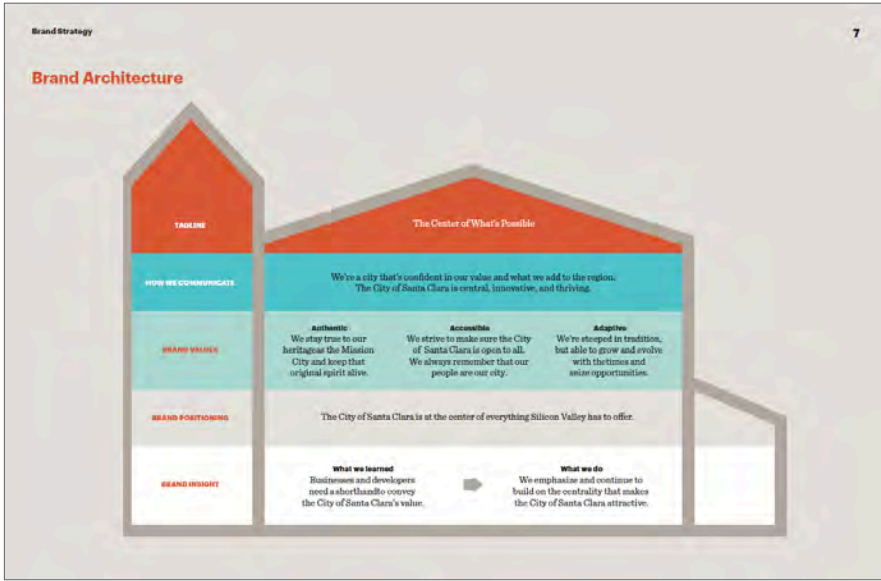 Brand Strategy
7
Brand Architecture
TAGLINE
The Center of What's Possible
HOW WE COMMUNICATE
We're a city that's confident in our value and what we add to the region.
The City of Santa Clara is central, innovative, and thriving.
BRAND VALUES
Authentic
We stay true to our
heritageas the Mission
City and keep that
original spirit alive.
Accessible
We strive to make sure the City
of Santa Clara is open to all.
We always remember that our
people are our city.
Adaptive
We're steeped in tradition,
but able to grow and evolve
with thetimes and
seize opportunities.
BRAND POSITIONING
The City of Santa Clara is at the center of everything Silicon Valley has to offer.
BRAND INSIGHT
What we learned
Businesses and developers
need a shorthandto convey
the City of Santa Clara's value.
What we do
We emphasize and continue to
build on the centrality that makes
the City of Santa Clara attractive.